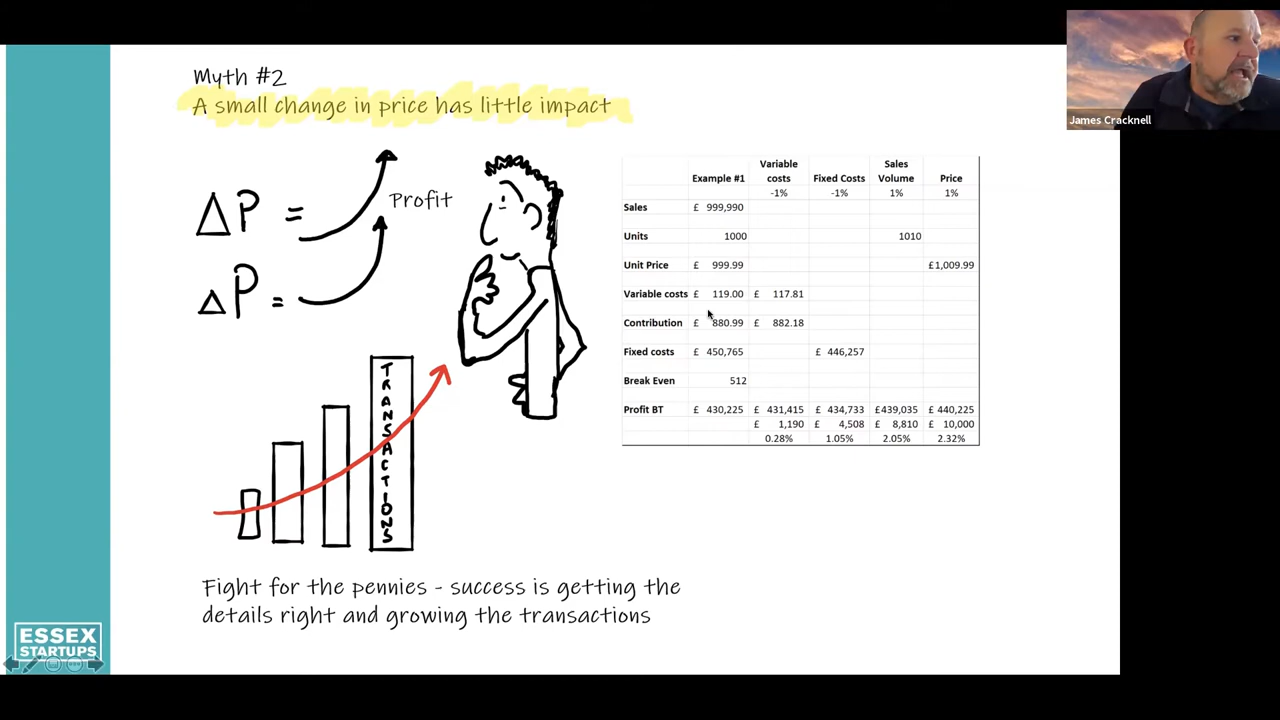 Myth #2
A small change in price has little impact
ΔP =
Profit
ΔP =
TRANSACTIONS
Fight for the pennies - success is getting the
details right and growing the transactions
Variable Sales
Example #1 costs Fixed Costs Volume Price
-1% -1% 1% 1%
Sales £ 999,990
Units 1000 1010
Unit Price £ 999.99 £1,009.99
Variable costs £ 119.00 £ 117.81
Contribution £ 880.99 £ 882.18
Fixed costs £ 450,765 £ 446,257
Break Even 512
Profit BT £ 430,225 £ 431,415 £ 434,733 £439,035 £ 440,225
£ 1,190 £ 4,508 £ 8,810 £ 10,000
0.28% 1.05% 2.05% 2.32%
James Cracknell
ESSEX
STARTUPS